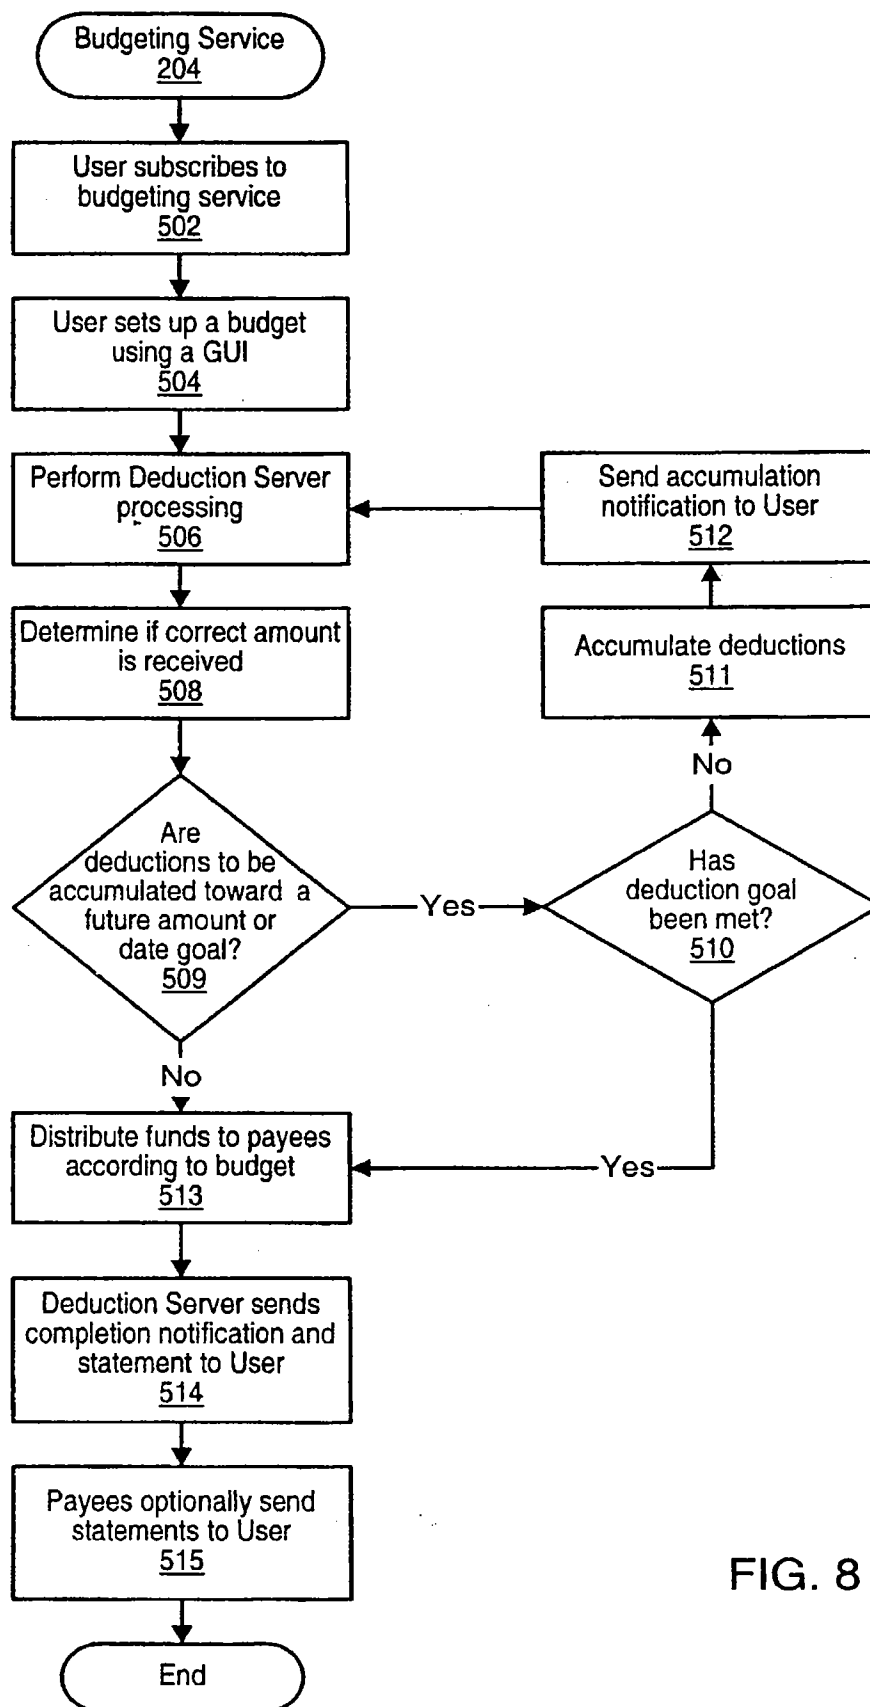 Budgeting Service
204
User subscribes to
budgeting service
502
User sets up a budget
using a GUI
504
Perform Deduction Server
processing
506
Send accumulation
notification to User
512
Determine if correct amount
is received
508
Accumulate deductions
511
No
Are
deductions to be
accumulated toward a
future amount or
date goal?
509
Yes
Has
deduction goal
been met?
510
No
Distribute funds to payees
according to budget
513
Yes
Deduction Server sends
completion notification and
statement to User
514
Payees optionally send
statements to User
515
FIG. 8
End